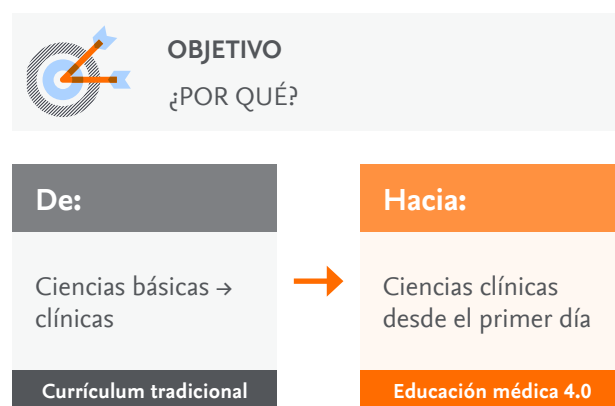 OBJETIVO
¿POR QUÉ?
De:
Ciencias básicas →
clínicas
Currículum tradicional
Hacia:
Ciencias clínicas
desde el primer día
Educación médica 4.0